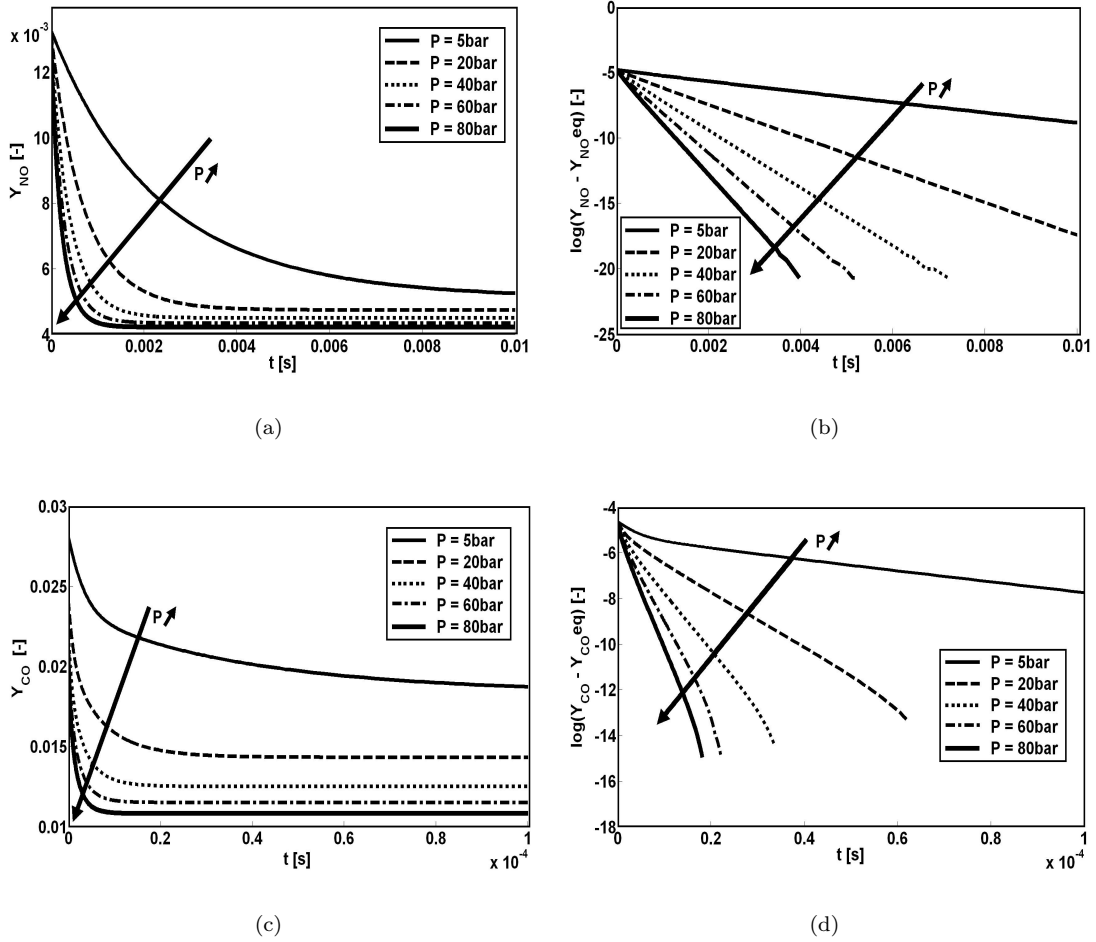 x 10⁻³
12
10
8
6
4
Y_NO [-]
0
0.002
0.004
0.006
0.008
0.01
t [s]
P
P = 5bar
P = 20bar
P = 40bar
P = 60bar
P = 80bar
(a)
0
-5
-10
-15
-20
-25
log(Y_NO - Y_NOeq) [-]
0
0.002
0.004
0.006
0.008
0.01
t [s]
P
P = 5bar
P = 20bar
P = 40bar
P = 60bar
P = 80bar
(b)
0.03
0.025
0.02
0.015
0.01
Y_CO [-]
0
0.2
0.4
0.6
0.8
1
x 10⁻⁴
t [s]
P
P = 5bar
P = 20bar
P = 40bar
P = 60bar
P = 80bar
(c)
-4
-6
-8
-10
-12
-14
-16
-18
log(Y_CO - Y_COeq) [-]
0
0.2
0.4
0.6
0.8
1
x 10⁻⁴
t [s]
P
P = 5bar
P = 20bar
P = 40bar
P = 60bar
P = 80bar
(d)